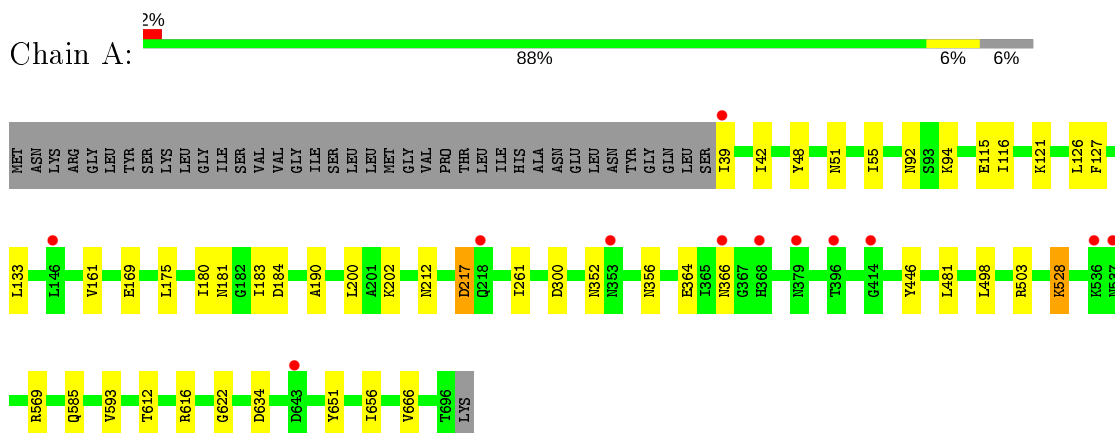 2%
Chain A:
88% 6% 6%
MET ASN LYS ARG GLY LEU TYR SER LYS LEU GLY ILE SER VAL VAL GLY ILE SER LEU LEU MET GLY VAL PRO THR LEU ILE HIS ALA ASN GLU LEU ASN TYR GLY GLN LEU SER I39 I42 Y48 N51 I55 N92 S93 K94 E115 I116 K121 L126 F127
L133 L146 V161 E169 L175 I180 N181 G182 I183 D184 A190 L200 A201 K202 N212 D217 Q218 I261 D300 N352 N353 N356 E364 I365 N366 G367 H368 N379 T396 G414 Y446 L481 L498 R503 K528 K536 N537
R569 Q585 V593 T612 R616 G622 D634 D643 Y651 I656 V666 T696 LYS